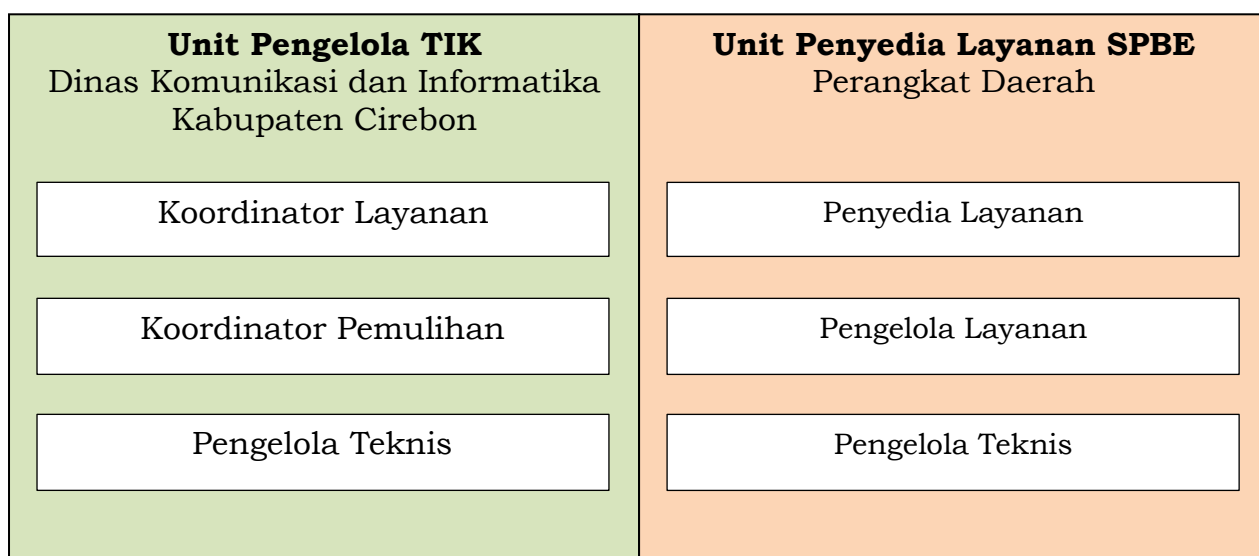 Unit Pengelola TIK
Dinas Komunikasi dan Informatika
Kabupaten Cirebon
Koordinator Layanan
Koordinator Pemulihan
Pengelola Teknis
Unit Penyedia Layanan SPBE
Perangkat Daerah
Penyedia Layanan
Pengelola Layanan
Pengelola Teknis